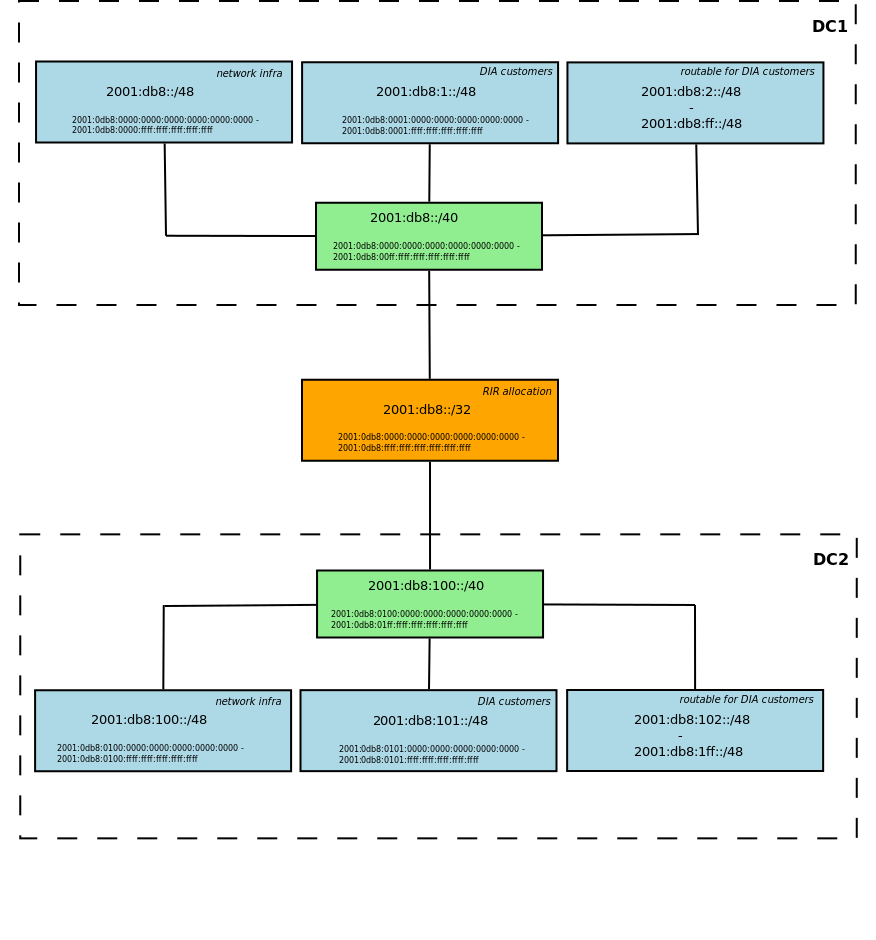 DC1
network infra
2001:db8::/48
2001:0db8:0000:0000:0000:0000:0000:0000 -
2001:0db8:0000:ffff:ffff:ffff:ffff:ffff
DIA customers
2001:db8:1::/48
2001:0db8:0001:0000:0000:0000:0000:0000 -
2001:0db8:0001:ffff:ffff:ffff:ffff:ffff
routable for DIA customers
2001:db8:2::/48
-
2001:db8:ff::/48
2001:db8::/40
2001:0db8:0000:0000:0000:0000:0000:0000 -
2001:0db8:00ff:ffff:ffff:ffff:ffff:ffff
RIR allocation
2001:db8::/32
2001:0db8:0000:0000:0000:0000:0000:0000 -
2001:0db8:ffff:ffff:ffff:ffff:ffff:ffff
DC2
2001:db8:100::/40
2001:0db8:0100:0000:0000:0000:0000:0000 -
2001:0db8:01ff:ffff:ffff:ffff:ffff:ffff
network infra
2001:db8:100::/48
2001:0db8:0100:0000:0000:0000:0000:0000 -
2001:0db8:0100:ffff:ffff:ffff:ffff:ffff
DIA customers
2001:db8:101::/48
2001:0db8:0101:0000:0000:0000:0000:0000 -
2001:0db8:0101:ffff:ffff:ffff:ffff:ffff
routable for DIA customers
2001:db8:102::/48
-
2001:db8:1ff::/48